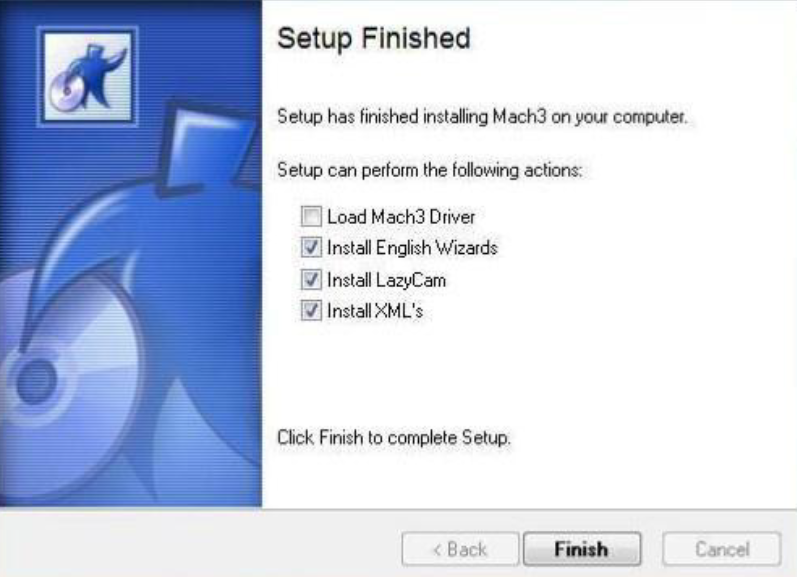 Setup Finished
Setup has finished installing Mach3 on your computer.
Setup can perform the following actions:
Load Mach3 Driver
Install English Wizards
Install LazyCam
Install XML's
Click Finish to complete Setup.
< Back
Finish
Cancel